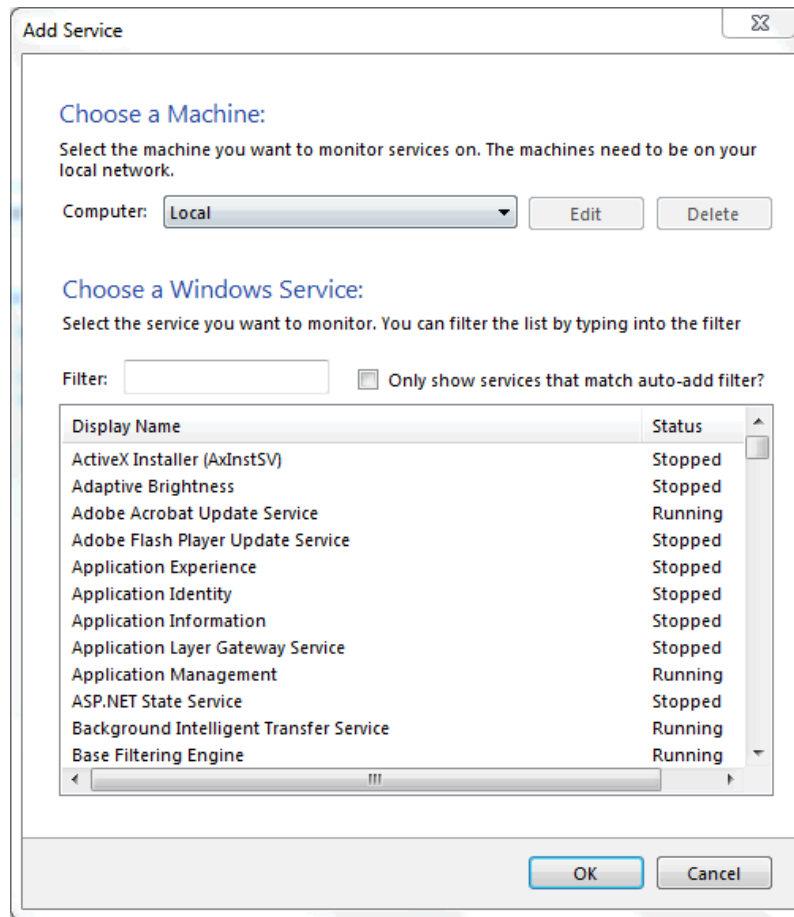 Add Service
Choose a Machine:
Select the machine you want to monitor services on. The machines need to be on your
local network.
Computer: Local Edit Delete
Choose a Windows Service:
Select the service you want to monitor. You can filter the list by typing into the filter
Filter: Only show services that match auto-add filter?
Display Name Status
ActiveX Installer (AxInstSV) Stopped
Adaptive Brightness Stopped
Adobe Acrobat Update Service Running
Adobe Flash Player Update Service Stopped
Application Experience Stopped
Application Identity Stopped
Application Information Stopped
Application Layer Gateway Service Stopped
Application Management Running
ASP.NET State Service Stopped
Background Intelligent Transfer Service Running
Base Filtering Engine Running
OK Cancel